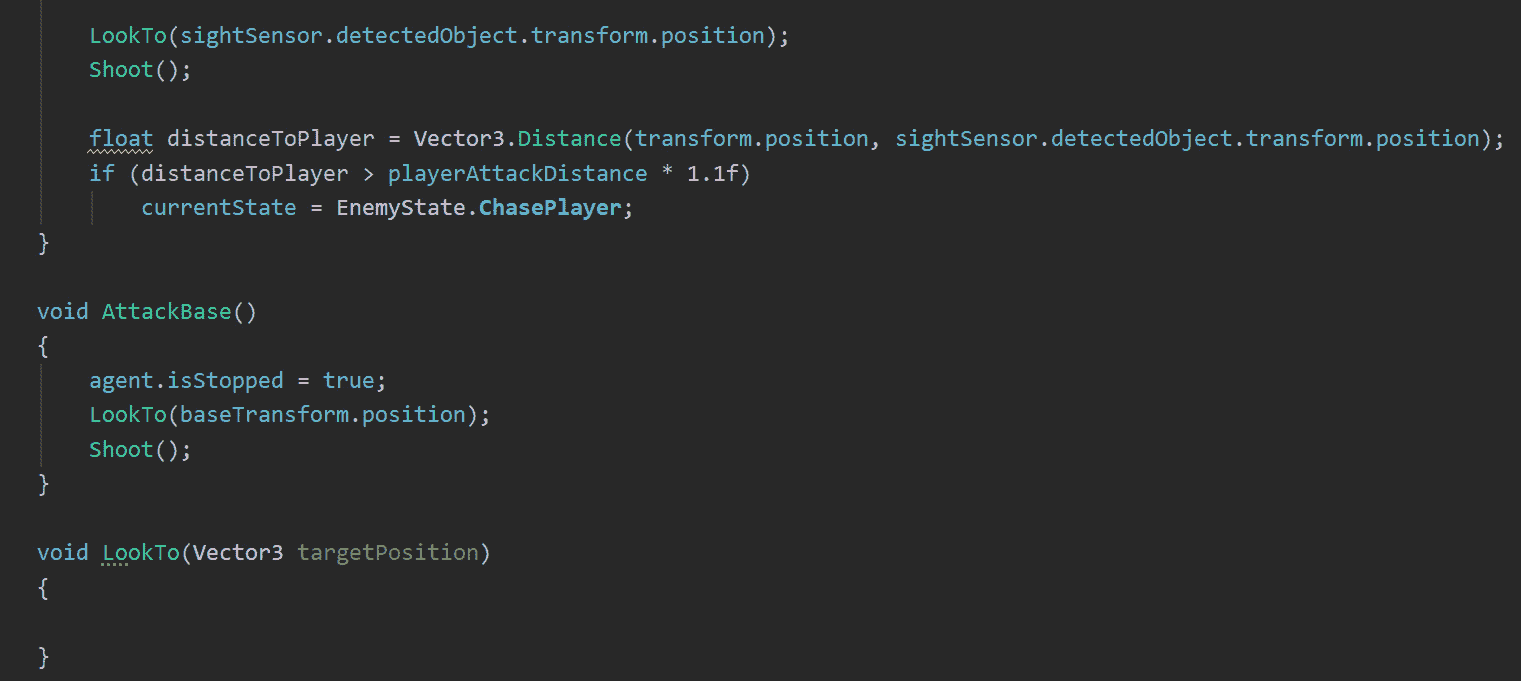 LookTo(sightSensor.detectedObject.transform.position);
Shoot();
float distanceToPlayer = Vector3.Distance(transform.position, sightSensor.detectedObject.transform.position);
if (distanceToPlayer > playerAttackDistance * 1.1f)
currentState = EnemyState.ChasePlayer;
}
void AttackBase()
{
agent.isStopped = true;
LookTo(baseTransform.position);
Shoot();
}
void LookTo(Vector3 targetPosition)
{
}